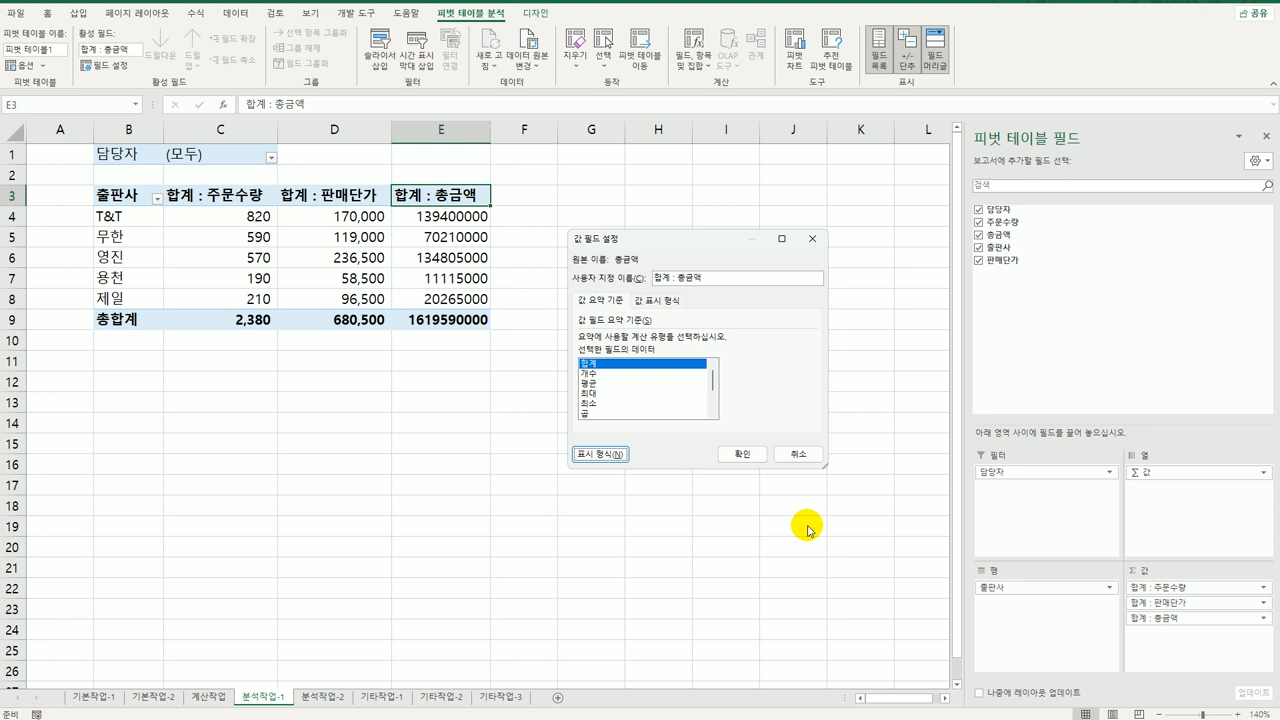 파일 홈 삽입 페이지 레이아웃 수식 데이터 검토 보기 개발 도구 도움말 피벗 테이블 분석 디자인 공유
피벗 테이블 이름:
피벗 테이블1
옵션
피벗 테이블
활성 필드:
합계 : 총금액
필드 설정
드릴다운
드릴업
필드 확장
필드 축소
활성 필드
선택 항목 그룹화
그룹 해제
필드 그룹화
그룹
슬라이서 삽입
시간 표시 막대 삽입
필터 연결
필터
새로 고침
데이터 원본 변경
데이터
지우기
선택
피벗 테이블 이동
동작
필드, 항목 및 집합
OLAP 도구
관계
계산
피벗 차트
추천 피벗 테이블
도구
필드 목록
+/- 단추
필드 머리글
표시
E3 fx 합계 : 총금액
A B C D E F G H I J K L
1 담당자 (모두)
2
3 출판사 합계 : 주문수량 합계 : 판매단가 합계 : 총금액
4 T&T 820 170,000 139400000
5 무한 590 119,000 70210000
6 영진 570 236,500 134805000
7 용천 190 58,500 11115000
8 제일 210 96,500 20265000
9 총합계 2,380 680,500 1619590000
10
11
12
13
14
15
16
17
18
19
20
21
22
23
24
25
26
값 필드 설정
원본 이름: 총금액
사용자 지정 이름(C): 합계 : 총금액
값 요약 기준 값 표시 형식
값 필드 요약 기준(S)
요약에 사용할 계산 유형을 선택하십시오.
선택한 필드의 데이터
합계
개수
평균
최대
최소
곱
표시 형식(N) 확인 취소
피벗 테이블 필드
보고서에 추가할 필드 선택:
검색
담당자
주문수량
총금액
출판사
판매단가
아래 영역 사이에 필드를 끌어 놓으십시오.
필터
담당자
열
Σ 값
행
출판사
Σ 값
합계 : 주문수량
합계 : 판매단가
합계 : 총금액
나중에 레이아웃 업데이트 업데이트
기본작업-1 기본작업-2 계산작업 분석작업-1 분석작업-2 기타작업-1 기타작업-2 기타작업-3
준비 140%